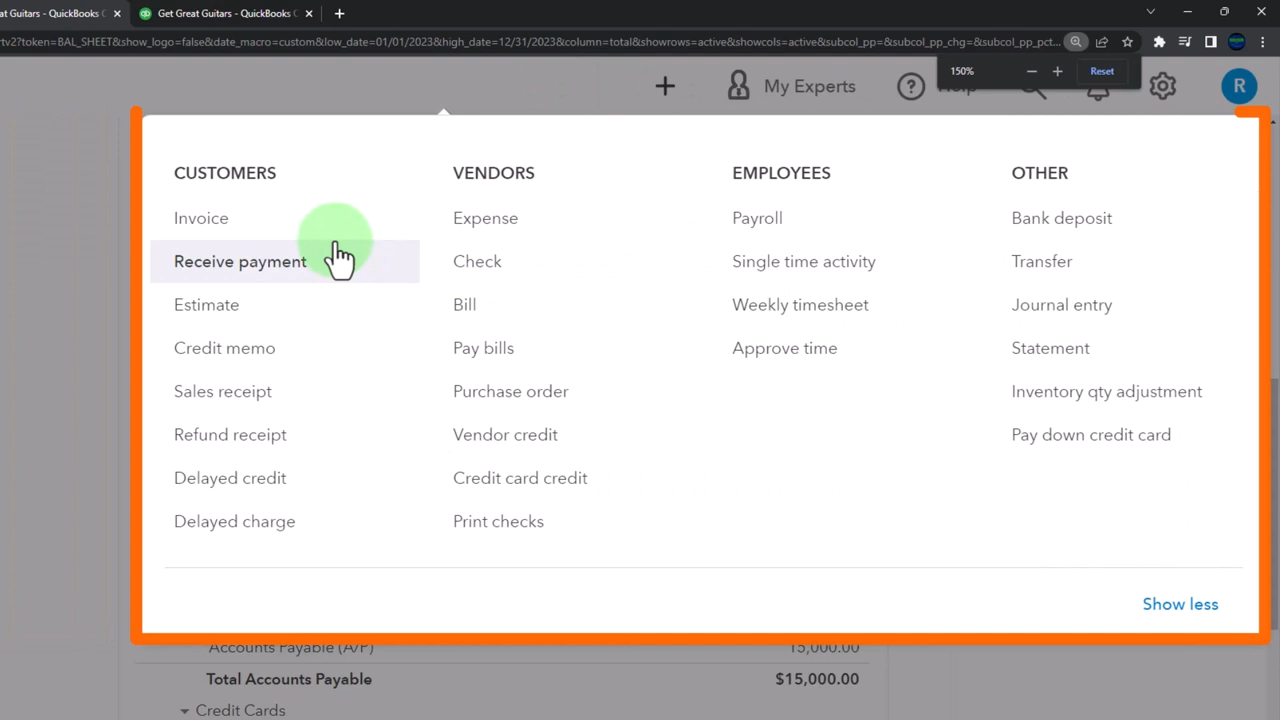 at Guitars - QuickBooks C
Get Great Guitars - QuickBooks C
rtv2?token=BAL_SHEET&show_logo=false&date_macro=custom&low_date=01/01/2023&high_date=12/31/2023&column=total&showrows=active&showcols=active&subcol_pp=&subcol_pp_chg=&subcol_pp_pct...
150%
Reset
My Experts
Help
R
CUSTOMERS
Invoice
Receive payment
Estimate
Credit memo
Sales receipt
Refund receipt
Delayed credit
Delayed charge
VENDORS
Expense
Check
Bill
Pay bills
Purchase order
Vendor credit
Credit card credit
Print checks
EMPLOYEES
Payroll
Single time activity
Weekly timesheet
Approve time
OTHER
Bank deposit
Transfer
Journal entry
Statement
Inventory qty adjustment
Pay down credit card
Show less
Accounts Payable (A/P) 15,000.00
Total Accounts Payable $15,000.00
Credit Cards